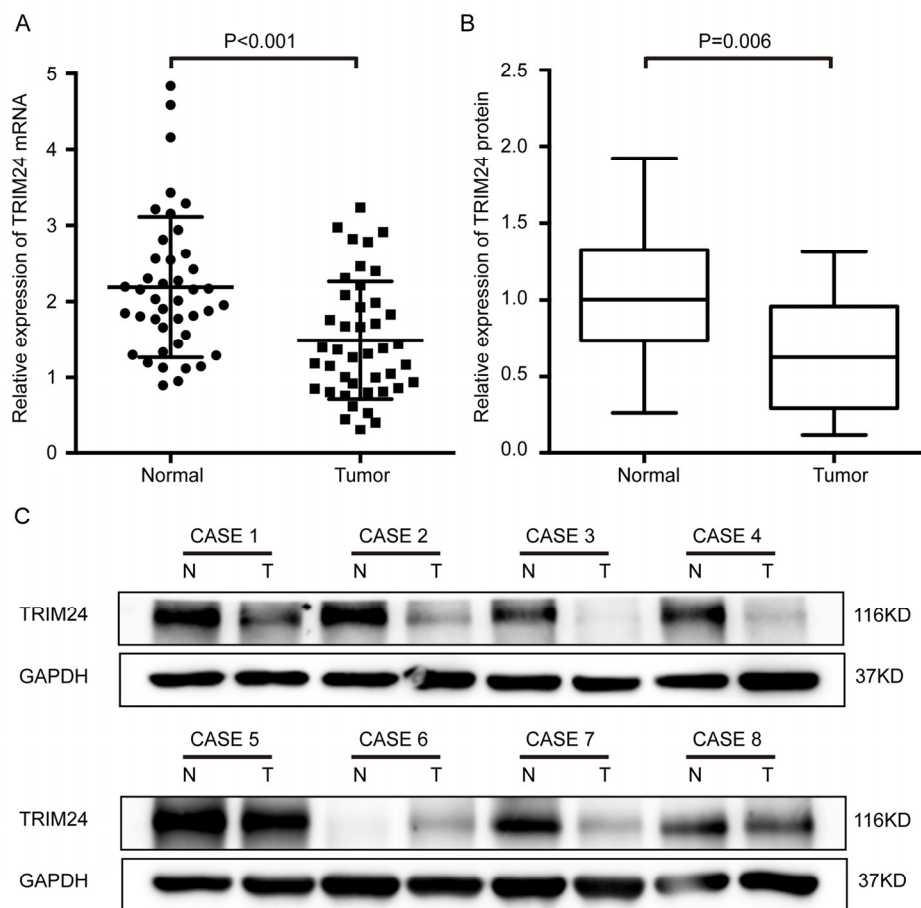 A
P<0.001
Relative expression of TRIM24 mRNA
5
4
3
2
1
0
Normal Tumor
B
P=0.006
Relative expression of TRIM24 protein
2.5
2.0
1.5
1.0
0.5
0.0
Normal Tumor
C
CASE 1 CASE 2 CASE 3 CASE 4
N T N T N T N T
TRIM24 116KD
GAPDH 37KD
CASE 5 CASE 6 CASE 7 CASE 8
N T N T N T N T
TRIM24 116KD
GAPDH 37KD